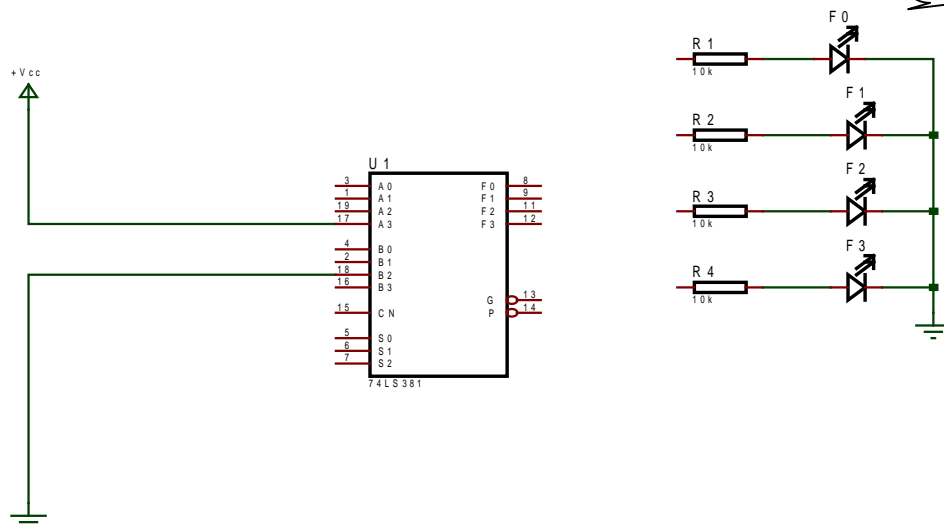 +Vcc
U1
3 A0
1 A1
19 A2
17 A3
4 B0
2 B1
18 B2
16 B3
15 CN
5 S0
6 S1
7 S2
F0 8
F1 9
F2 11
F3 12
G 13
P 14
74LS381
F0
R1
10k
F1
R2
10k
F2
R3
10k
F3
R4
10k